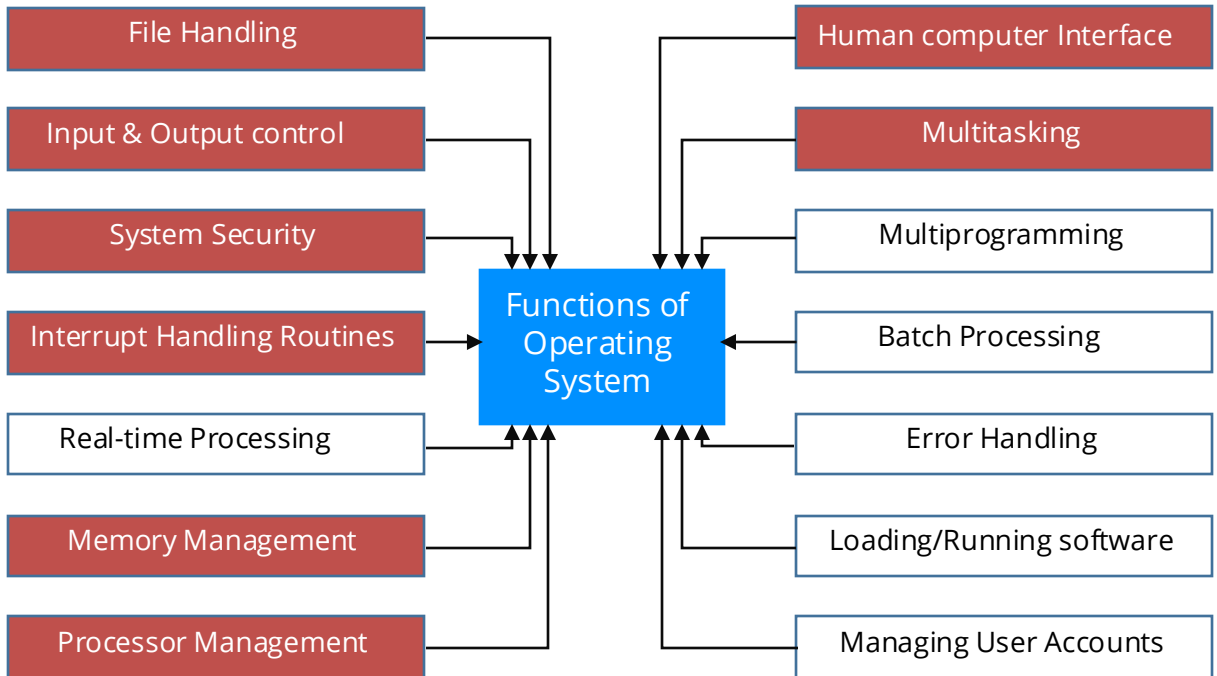 File Handling
Input & Output control
System Security
Interrupt Handling Routines
Real-time Processing
Memory Management
Processor Management
Functions of
Operating
System
Human computer Interface
Multitasking
Multiprogramming
Batch Processing
Error Handling
Loading/Running software
Managing User Accounts